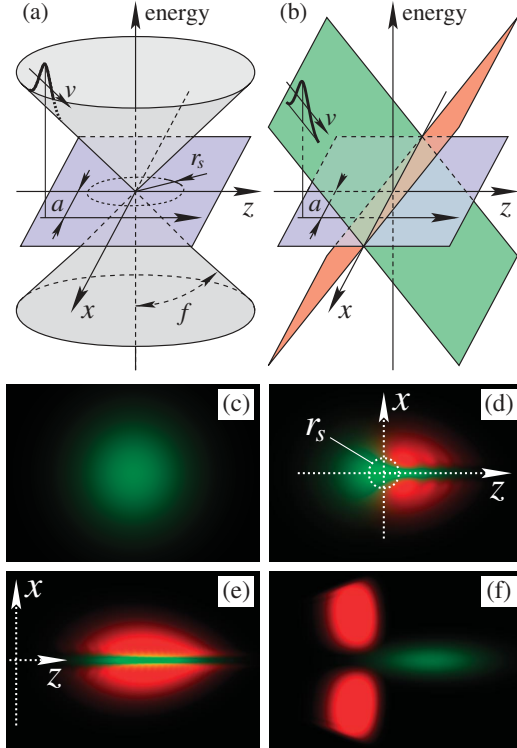 (a) energy
v
r_s
a
z
x
f
(b) energy
v
a
z
x
(c)
(d)
x
r_s
z
(e)
x
z
(f)